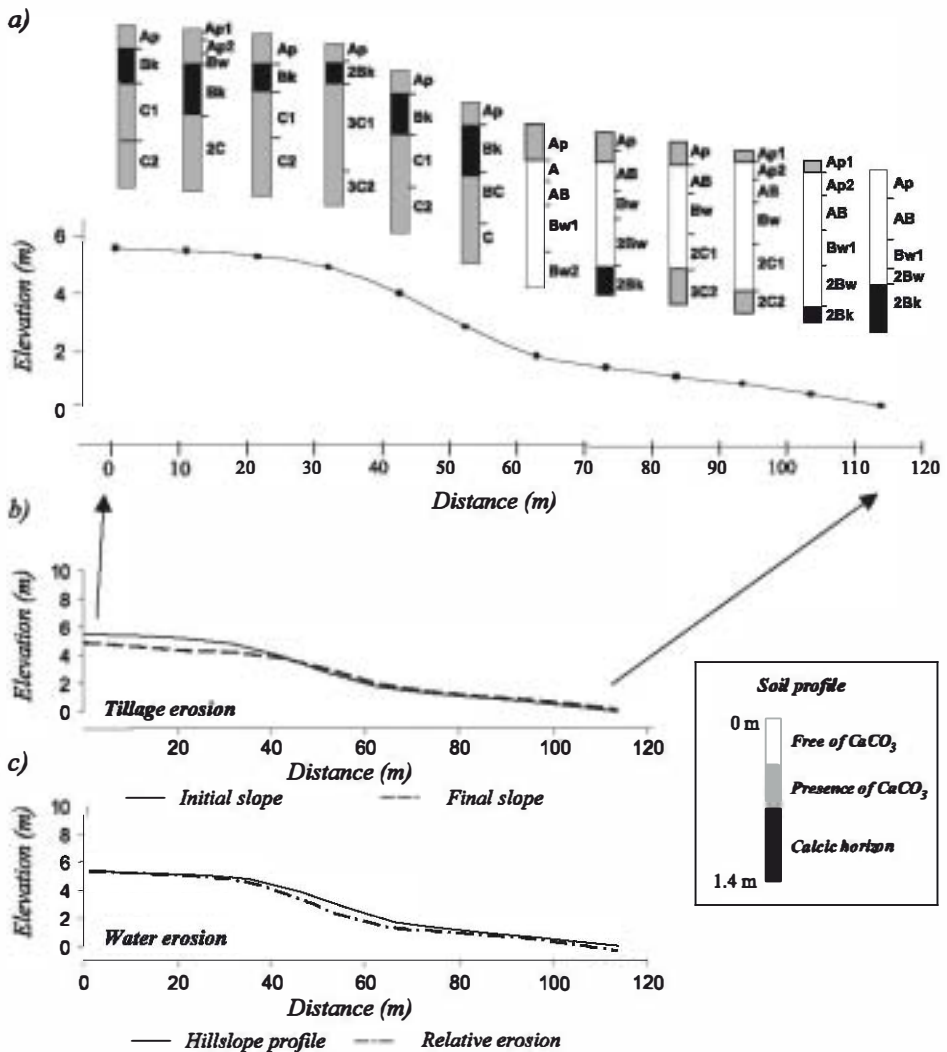 a)
Ap
Bk
C1
C2
Ap1
Ap2
Bw
Bk
2C
Ap
Bk
C1
C2
Ap
2Bk
3C1
3C2
Ap
Bk
C1
C2
Ap
Bk
BC
C
Ap
A
AB
Bw1
Bw2
Ap
AB
Bw
2Bw
2Bk
Ap
AB
Bw
2C1
3C2
Ap1
Ap2
AB
Bw
2C1
2C2
Ap1
Ap2
AB
Bw1
2Bw
2Bk
Ap
AB
Bw1
2Bw
2Bk
Elevation (m)
6
4
2
0
0 10 20 30 40 50 60 70 80 90 100 110 120
Distance (m)
b)
Elevation (m)
10
8
6
4
2
0
Tillage erosion
20 40 60 80 100 120
Distance (m)
Initial slope Final slope
c)
Elevation (m)
10
8
6
4
2
0
Water erosion
0 20 40 60 80 100 120
Distance (m)
Hillslope profile Relative erosion
Soil profile
0 m
Free of CaCO3
Presence of CaCO3
Calcic horizon
1.4 m